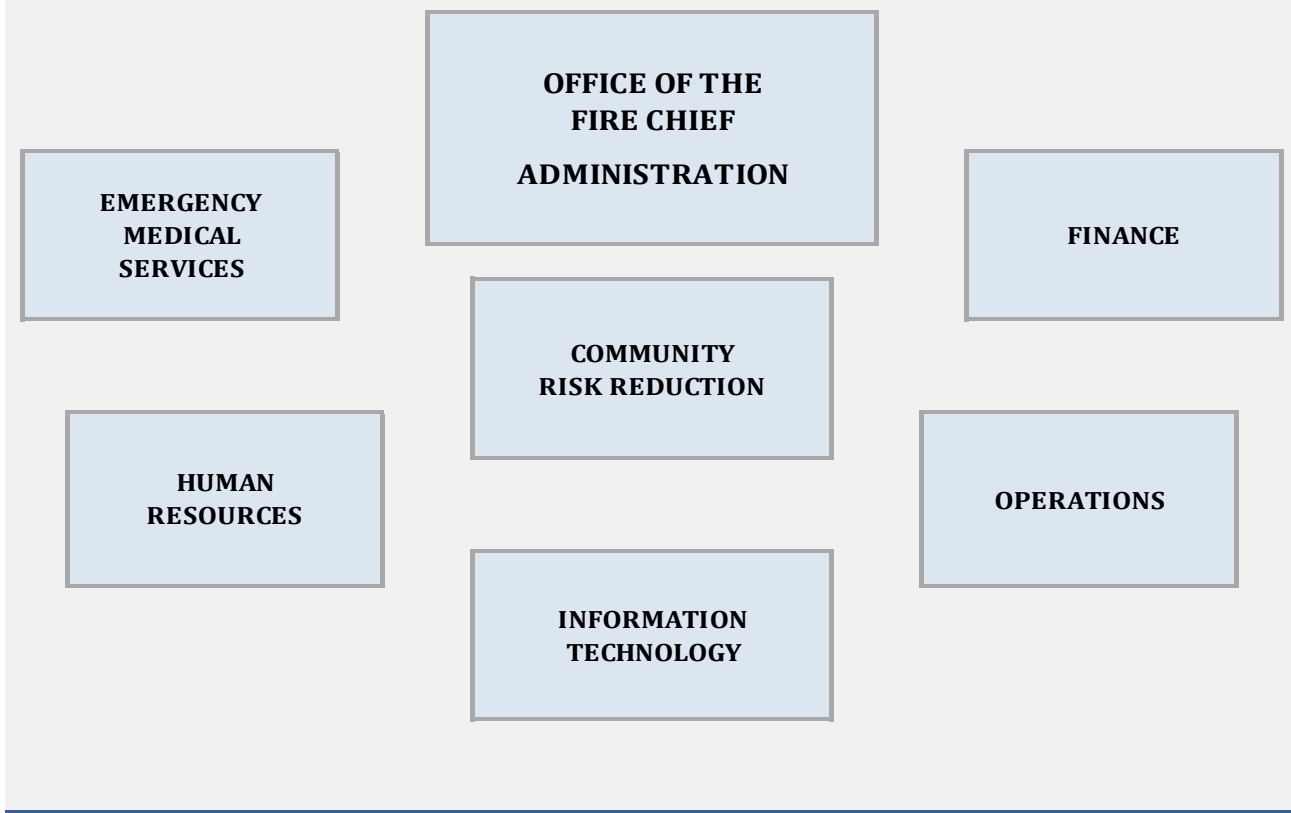 OFFICE OF THE
FIRE CHIEF
ADMINISTRATION
EMERGENCY
MEDICAL
SERVICES
FINANCE
COMMUNITY
RISK REDUCTION
HUMAN
RESOURCES
OPERATIONS
INFORMATION
TECHNOLOGY